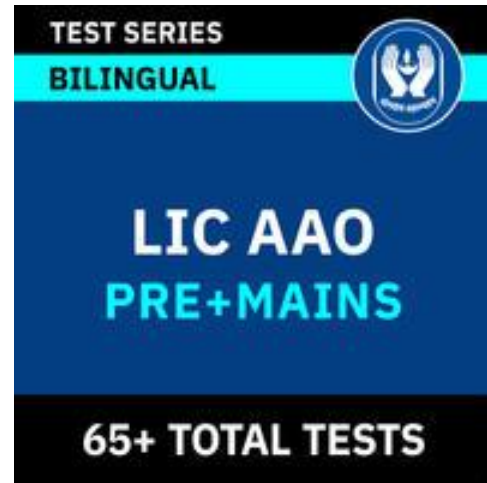 TEST SERIES
BILINGUAL
LIC AAO
PRE+MAINS
65+ TOTAL TESTS